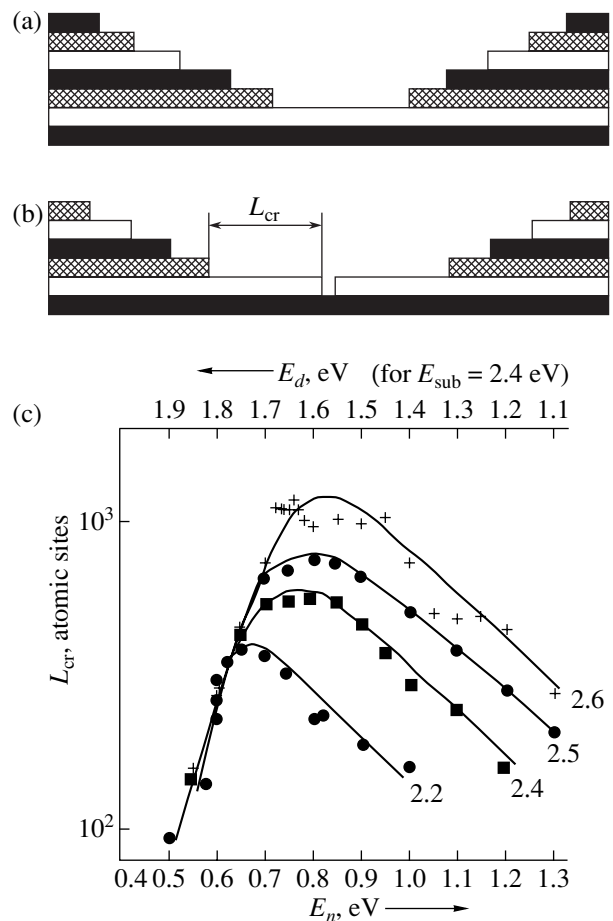 (a)
(b)
L_cr
E_d, eV (for E_sub = 2.4 eV)
(c)
1.9 1.8 1.7 1.6 1.5 1.4 1.3 1.2 1.1
10^3
L_cr, atomic sites
2.6
2.5
2.4
2.2
10^2
0.4 0.5 0.6 0.7 0.8 0.9 1.0 1.1 1.2 1.3
E_n, eV